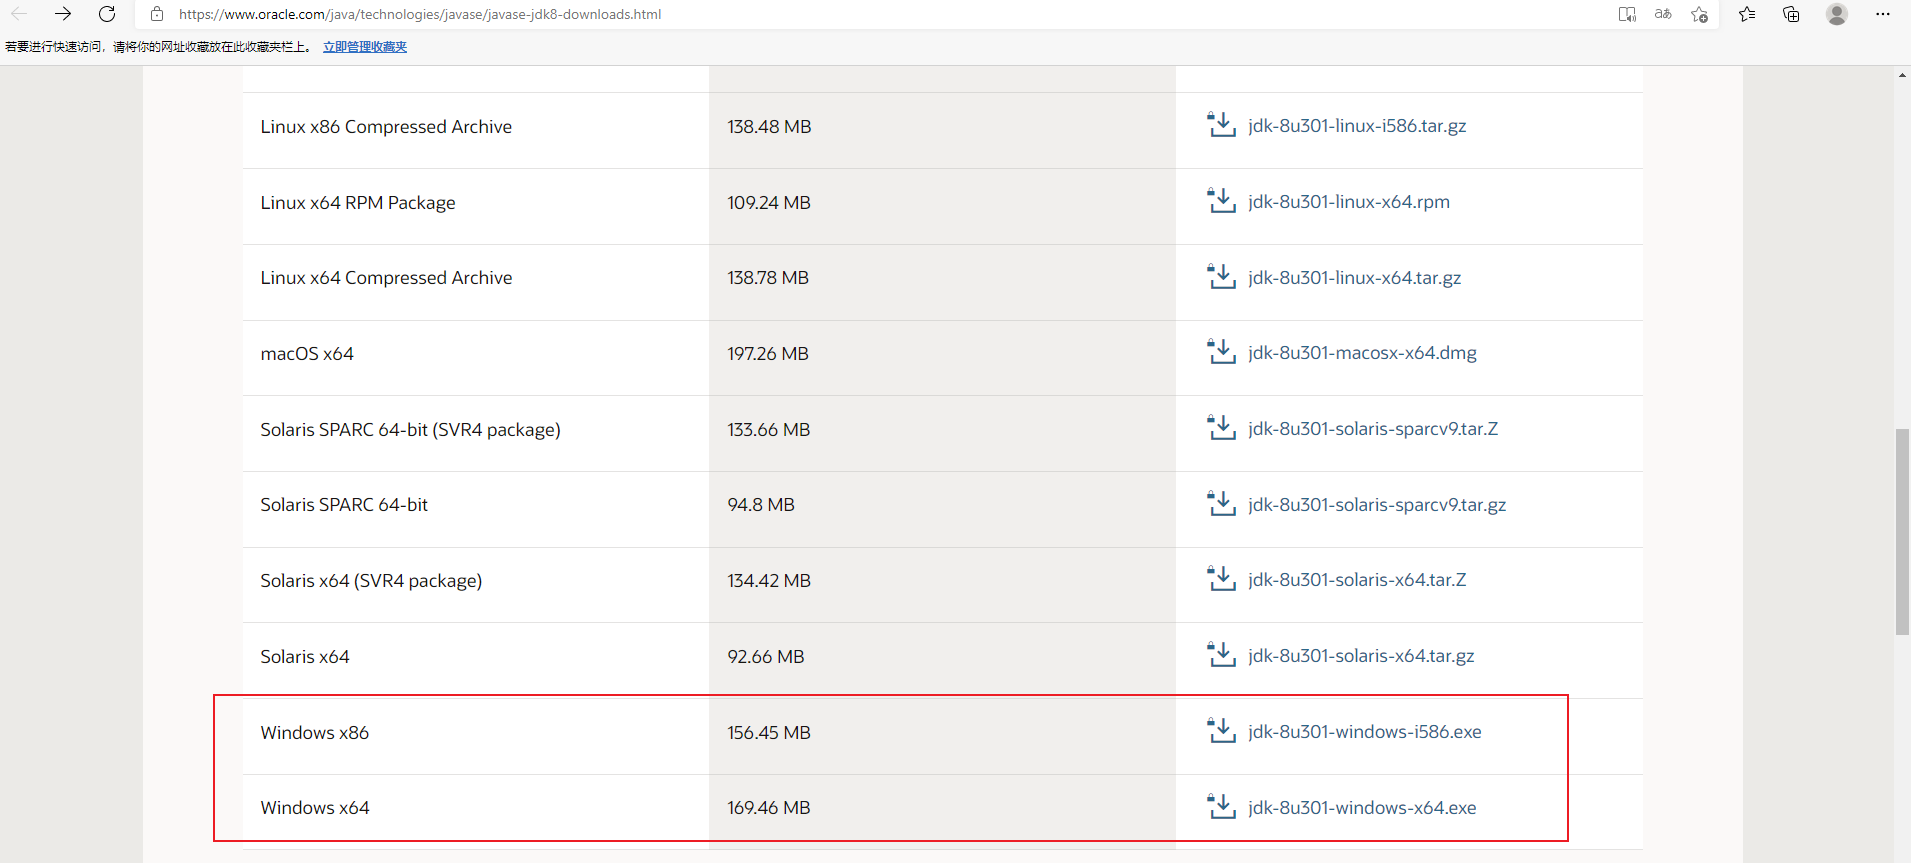 https://www.oracle.com/java/technologies/javase/javase-jdk8-downloads.html
若要进行快速访问，请将你的网址收藏放在此收藏夹栏上。 立即管理收藏夹
Linux x86 Compressed Archive 138.48 MB jdk-8u301-linux-i586.tar.gz
Linux x64 RPM Package 109.24 MB jdk-8u301-linux-x64.rpm
Linux x64 Compressed Archive 138.78 MB jdk-8u301-linux-x64.tar.gz
macOS x64 197.26 MB jdk-8u301-macosx-x64.dmg
Solaris SPARC 64-bit (SVR4 package) 133.66 MB jdk-8u301-solaris-sparcv9.tar.Z
Solaris SPARC 64-bit 94.8 MB jdk-8u301-solaris-sparcv9.tar.gz
Solaris x64 (SVR4 package) 134.42 MB jdk-8u301-solaris-x64.tar.Z
Solaris x64 92.66 MB jdk-8u301-solaris-x64.tar.gz
Windows x86 156.45 MB jdk-8u301-windows-i586.exe
Windows x64 169.46 MB jdk-8u301-windows-x64.exe